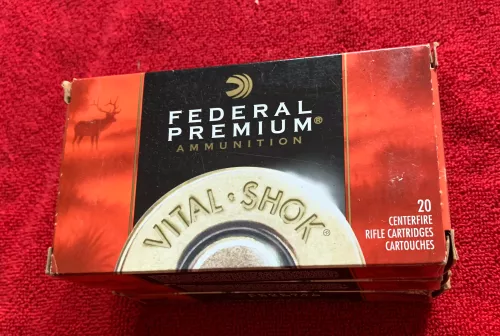 FEDERAL
PREMIUM®
AMMUNITION
VITAL•SHOK®
20
CENTERFIRE
RIFLE CARTRIDGES
CARTOUCHES